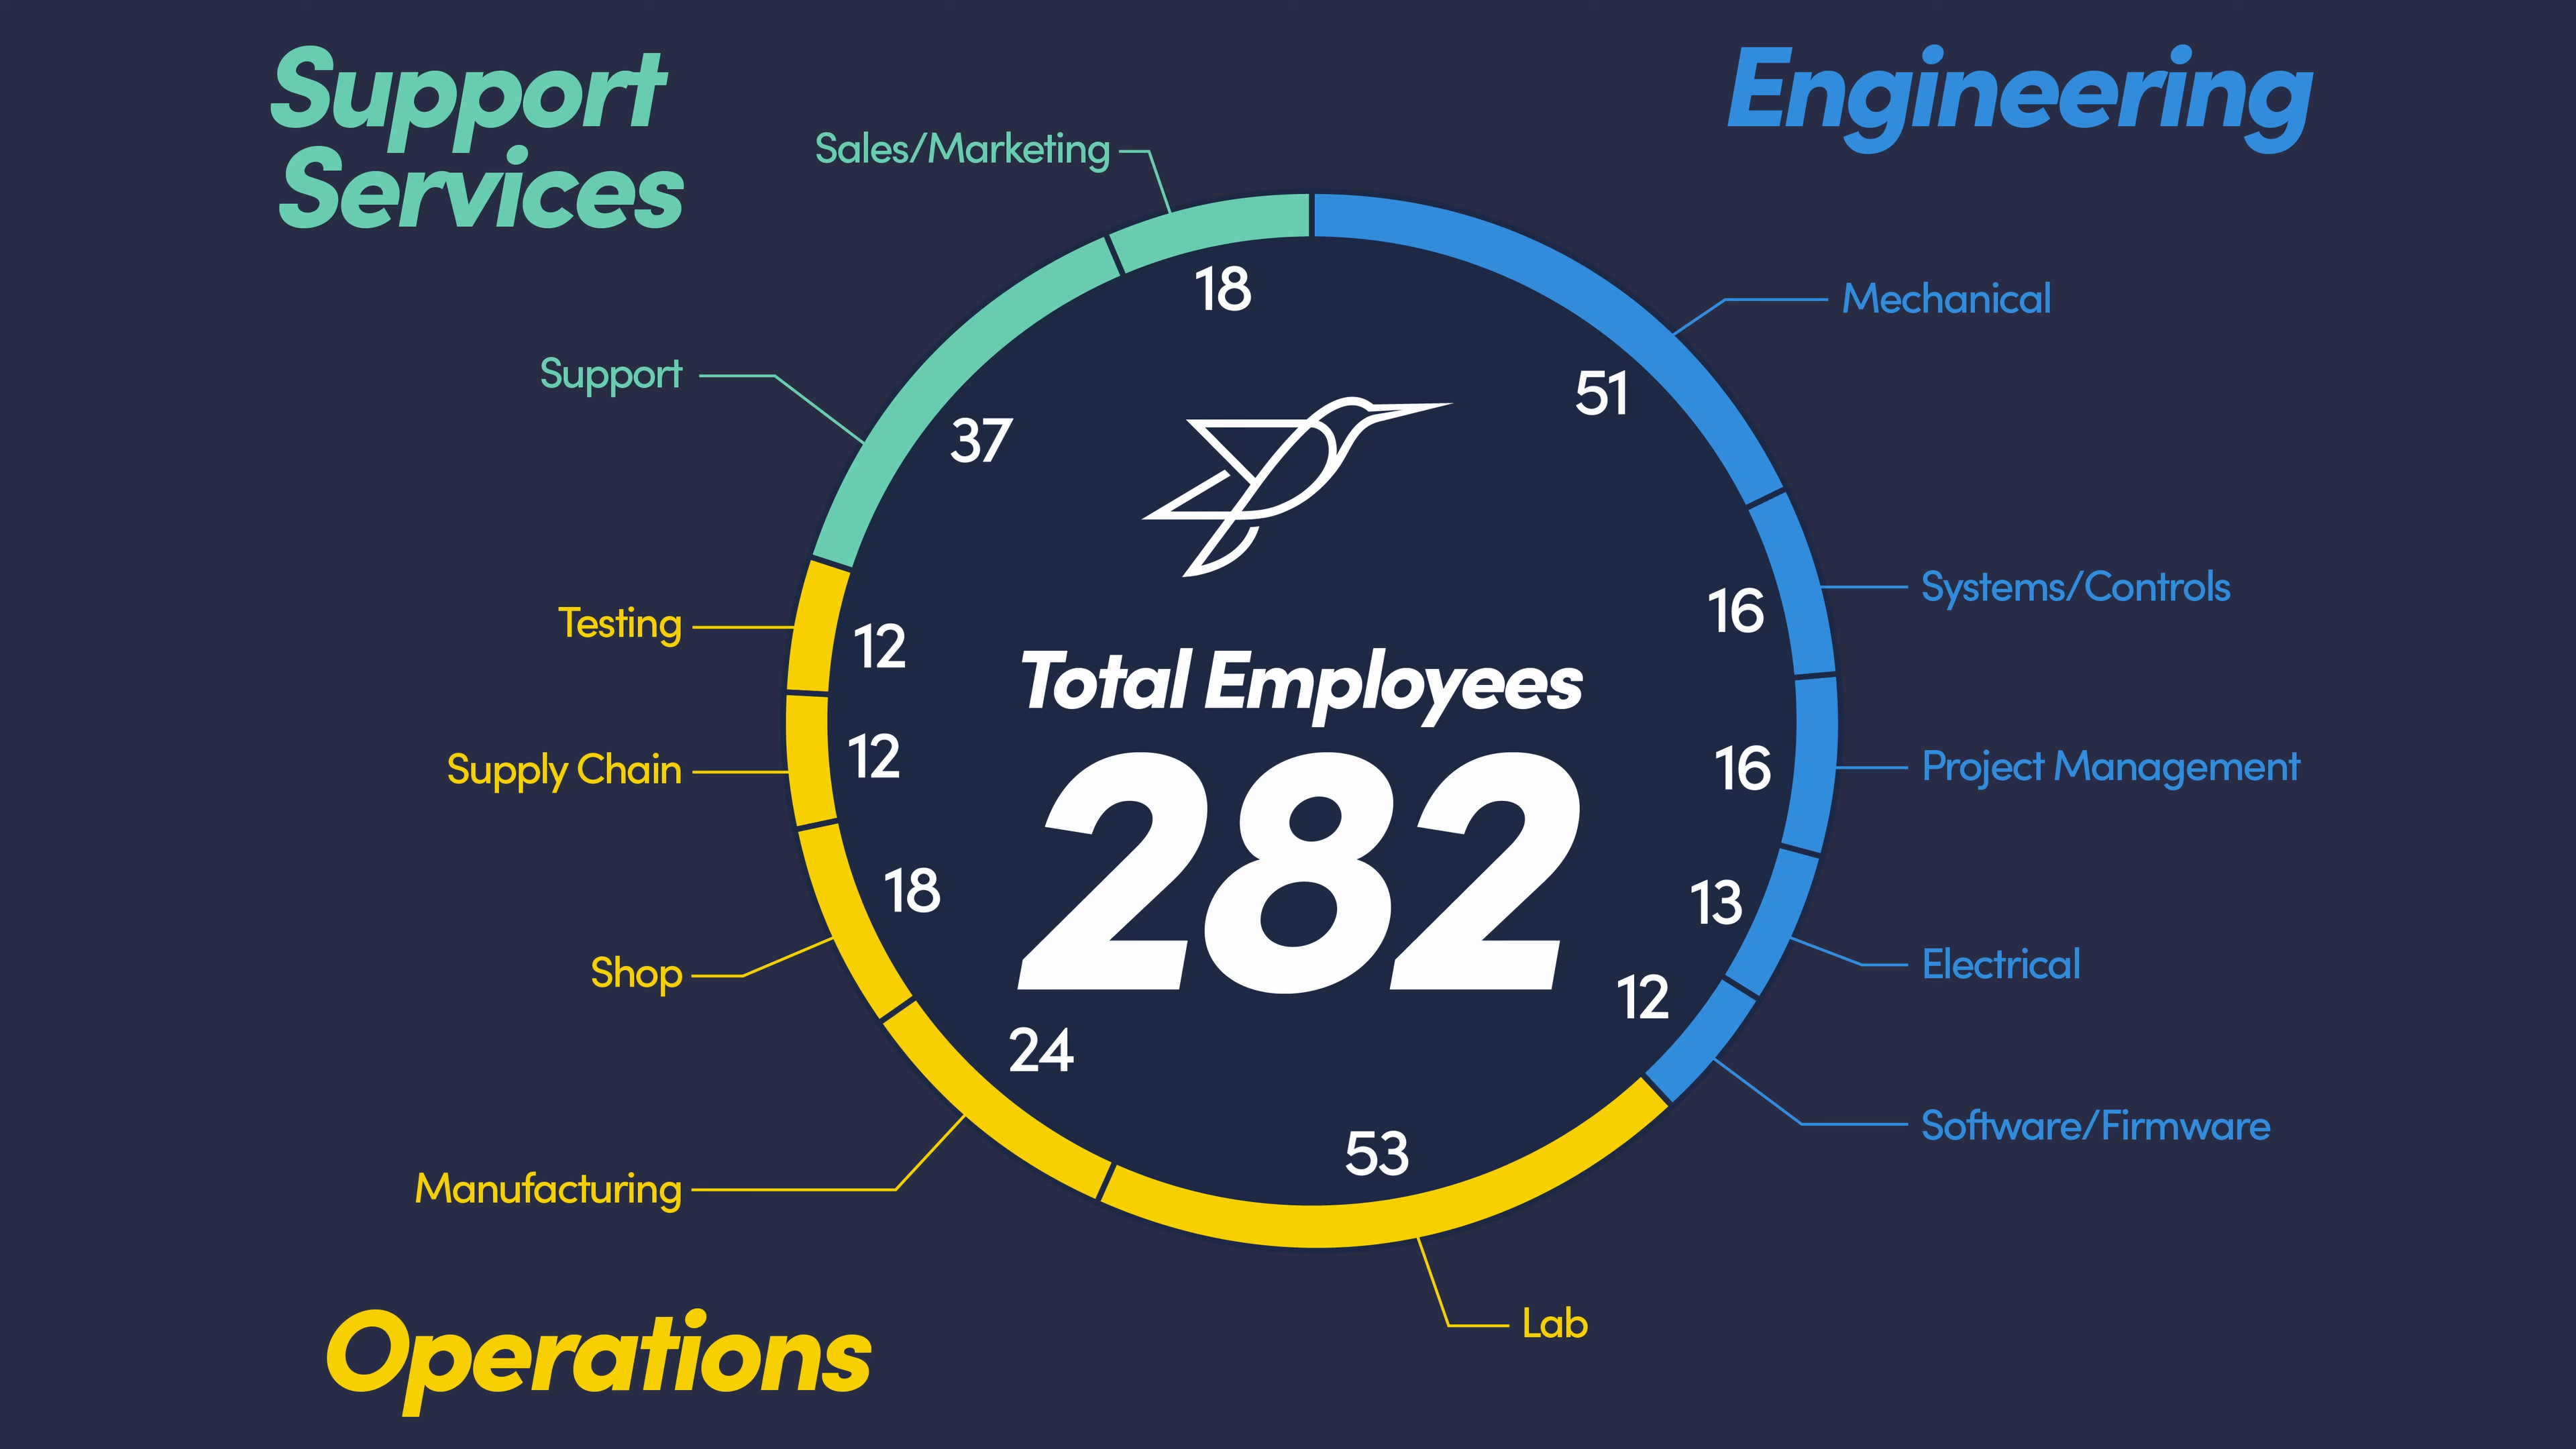 Support
Services
Engineering
Sales/Marketing
18
Mechanical
51
Support
37
Systems/Controls
16
Testing
12
Total Employees
282
Supply Chain
12
Project Management
16
Shop
18
Electrical
13
Software/Firmware
12
Manufacturing
24
Lab
53
Operations